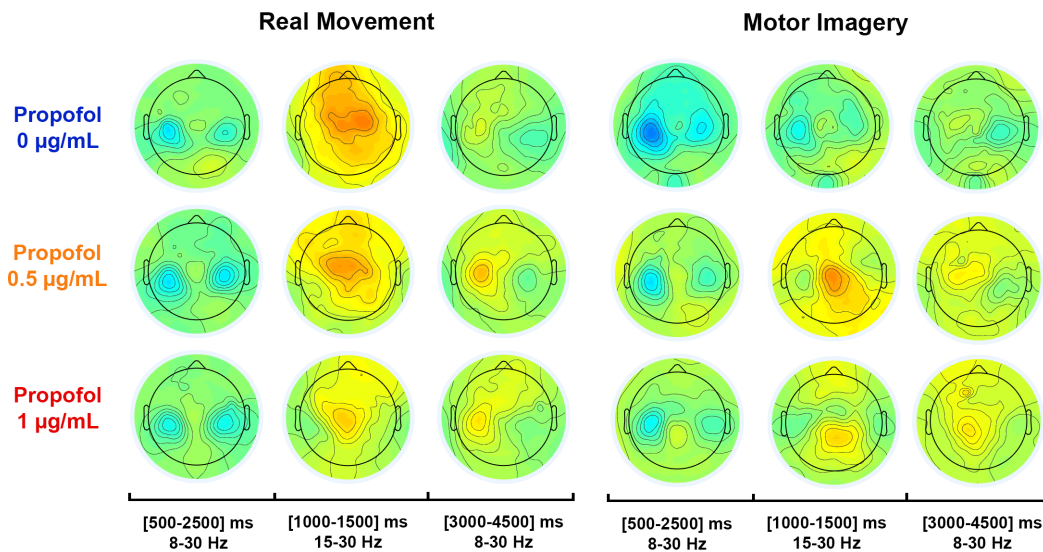 Real Movement
Motor Imagery
Propofol
0 µg/mL
Propofol
0.5 µg/mL
Propofol
1 µg/mL
[500-2500] ms
8-30 Hz
[1000-1500] ms
15-30 Hz
[3000-4500] ms
8-30 Hz
[500-2500] ms
8-30 Hz
[1000-1500] ms
15-30 Hz
[3000-4500] ms
8-30 Hz